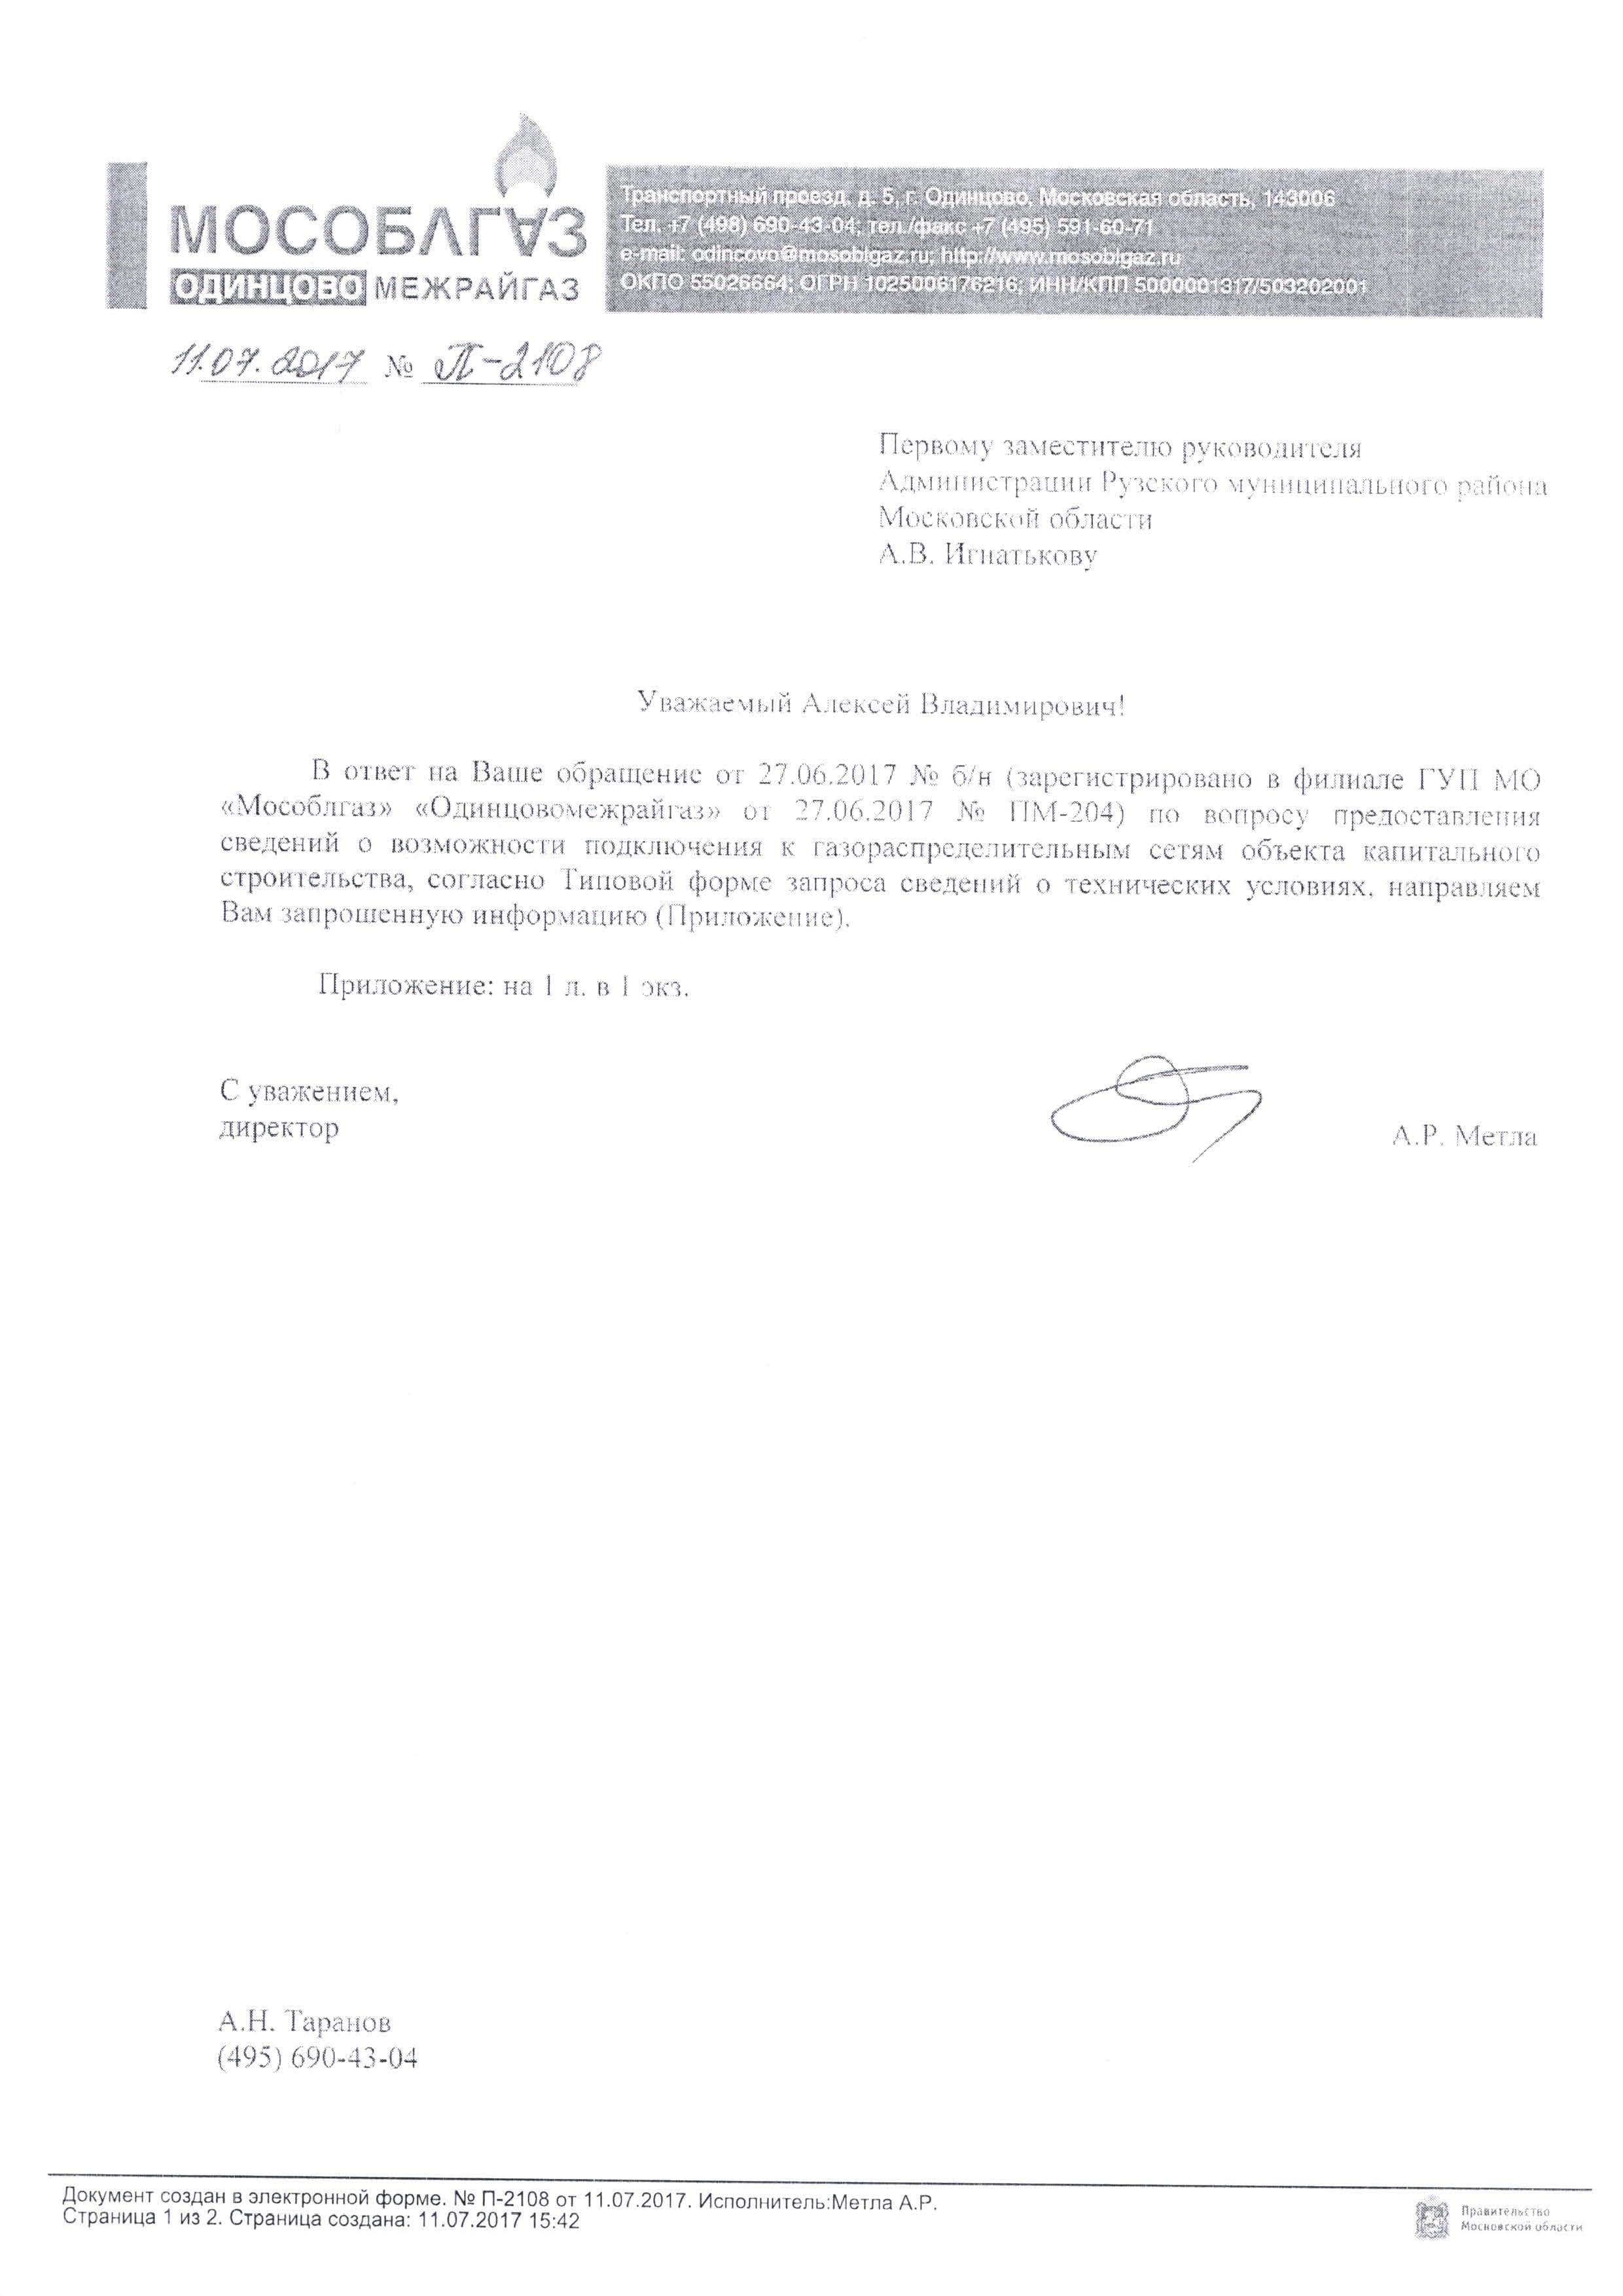 МОСОБЛГАЗ
ОДИНЦОВО МЕЖРАЙГАЗ
Транспортный проезд, д. 5, г. Одинцово, Московская область, 143006
Тел. +7 (498) 690-43-04; тел./факс +7 (495) 591-60-71
e-mail: odincovo@mosoblgaz.ru; http://www.mosoblgaz.ru
ОКПО 55026664; ОГРН 1025006176216; ИНН/КПП 5000001317/503202001
11.07.2017 № П-2108
Первому заместителю руководителя
Администрации Рузского муниципального района
Московской области
А.В. Игнатькову
Уважаемый Алексей Владимирович!
В ответ на Ваше обращение от 27.06.2017 № б/н (зарегистрировано в филиале ГУП МО
«Мособлгаз» «Одинцовомежрайгаз» от 27.06.2017 № ПМ-204) по вопросу предоставления
сведений о возможности подключения к газораспределительным сетям объекта капитального
строительства, согласно Типовой форме запроса сведений о технических условиях, направляем
Вам запрошенную информацию (Приложение).
Приложение: на 1 л. в 1 экз.
С уважением,
директор
А.Р. Метла
А.Н. Таранов
(495) 690-43-04
Документ создан в электронной форме. № П-2108 от 11.07.2017. Исполнитель:Метла А.Р.
Страница 1 из 2. Страница создана: 11.07.2017 15:42
Правительство
Московской области